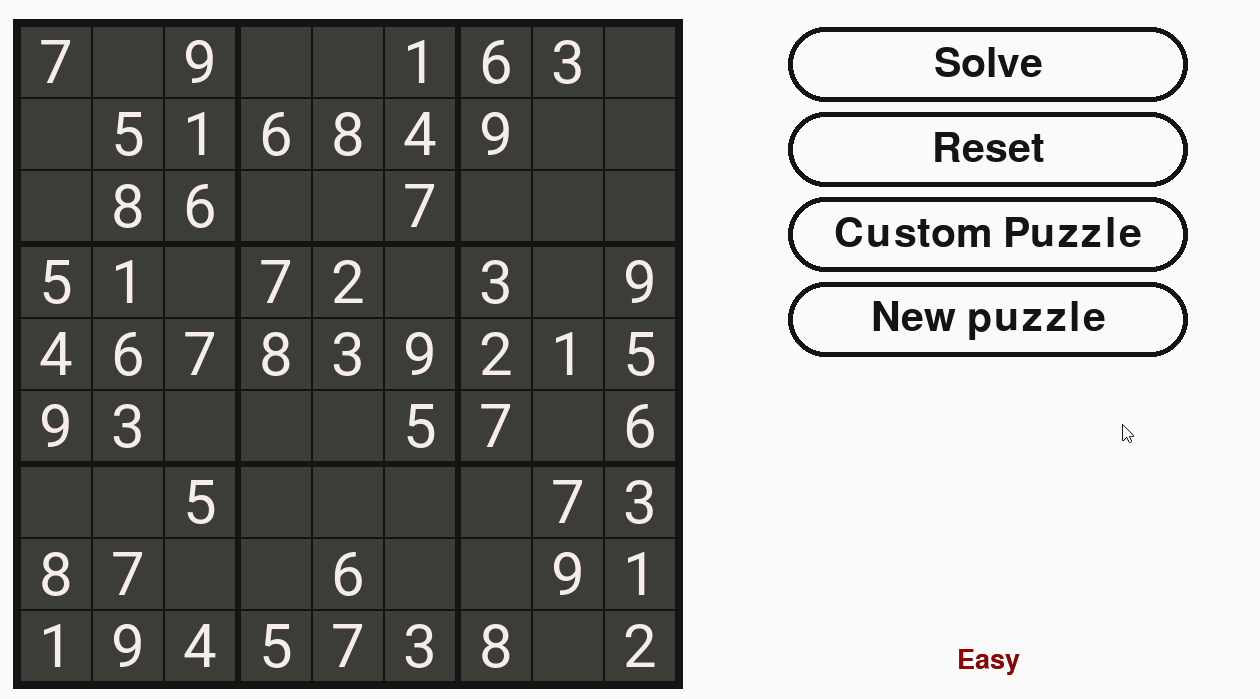 7 9 1 6 3
5 1 6 8 4 9
8 6 7
5 1 7 2 3 9
4 6 7 8 3 9 2 1 5
9 3 5 7 6
5 7 3
8 7 6 9 1
1 9 4 5 7 3 8 2
Solve
Reset
Custom Puzzle
New puzzle
Easy